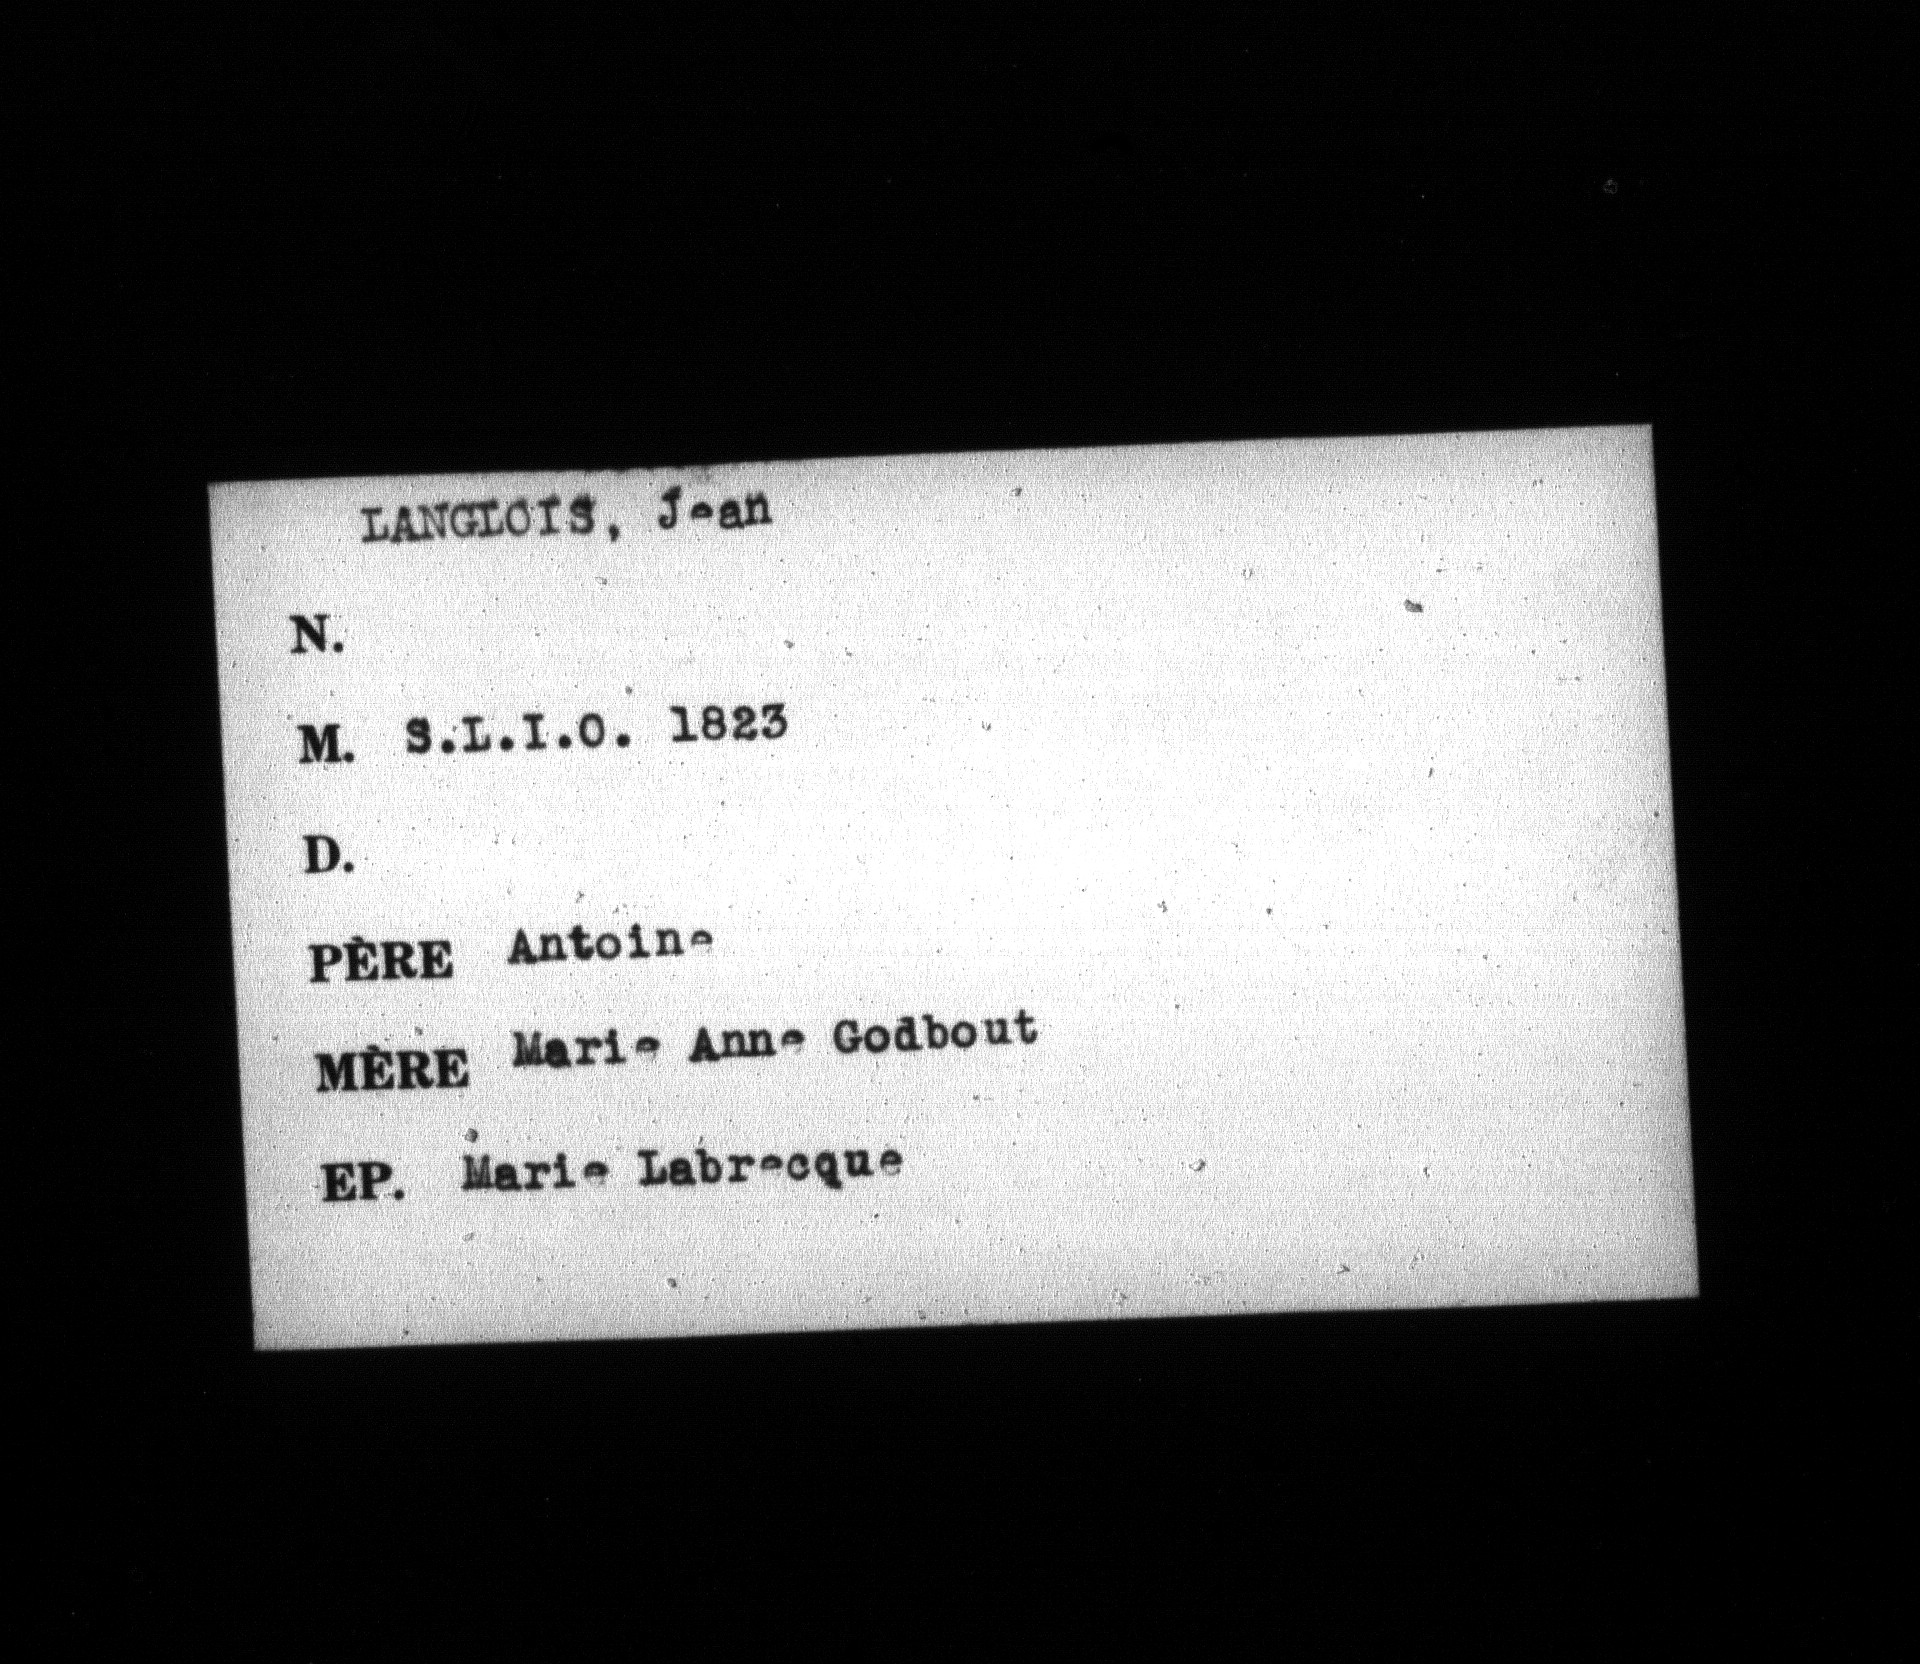 LANGLOIS, Jean
N.
M. S.L.I.O. 1823
D.
PÈRE Antoine
MÈRE Marie Anne Godbout
EP. Marie Labrecque